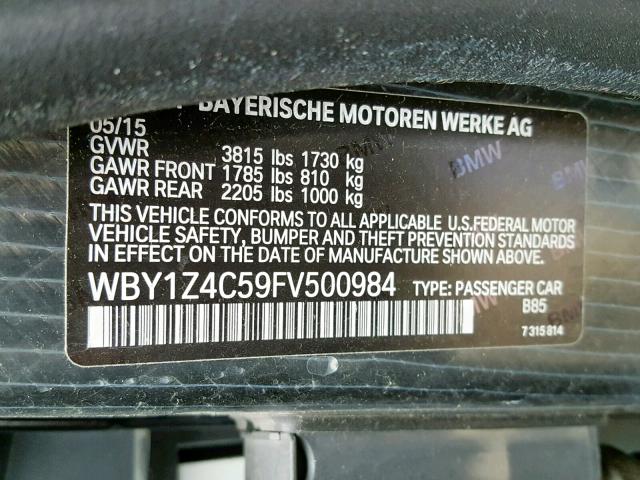 BAYERISCHE MOTOREN WERKE AG
05/15
GVWR 3815 lbs 1730 kg
GAWR FRONT 1785 lbs 810 kg
GAWR REAR 2205 lbs 1000 kg
THIS VEHICLE CONFORMS TO ALL APPLICABLE U.S.FEDERAL MOTOR
VEHICLE SAFETY, BUMPER AND THEFT PREVENTION STANDARDS
IN EFFECT ON THE DATE OF MANUFACTURE SHOWN ABOVE.
WBY1Z4C59FV500984 TYPE: PASSENGER CAR
B85
7 315 814
BMW
BMW